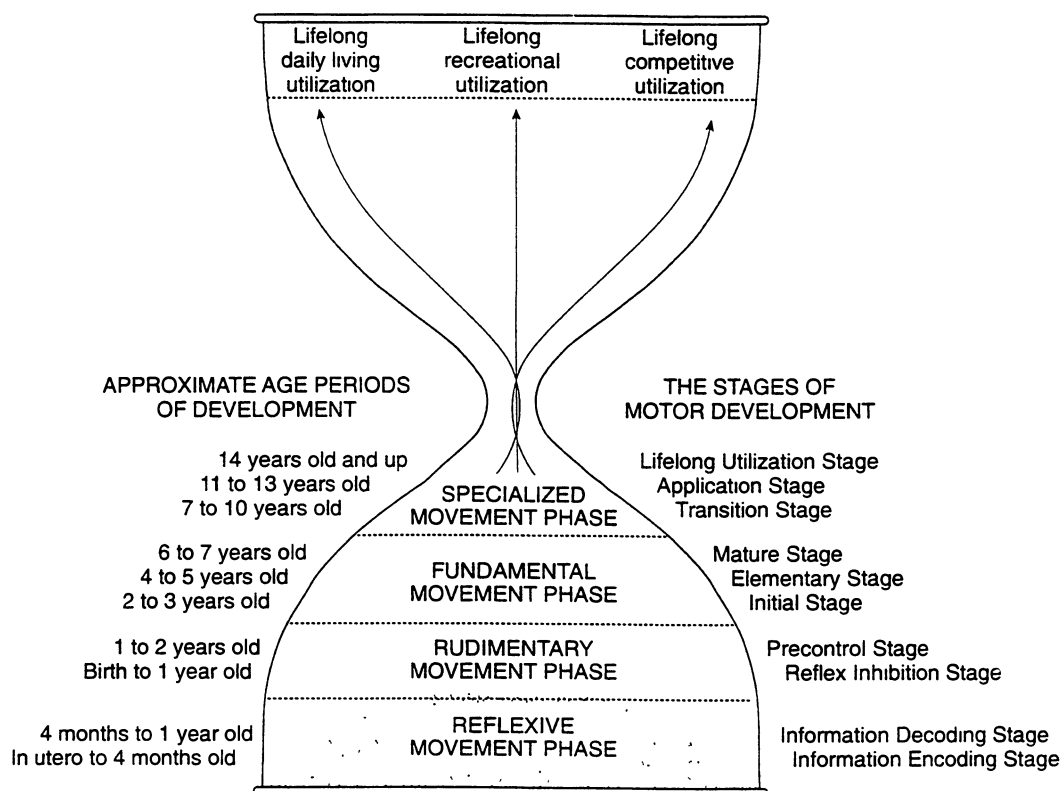 Lifelong
daily living
utilization
Lifelong
recreational
utilization
Lifelong
competitive
utilization
APPROXIMATE AGE PERIODS
OF DEVELOPMENT
THE STAGES OF
MOTOR DEVELOPMENT
14 years old and up
11 to 13 years old
7 to 10 years old
SPECIALIZED
MOVEMENT PHASE
Lifelong Utilization Stage
Application Stage
Transition Stage
6 to 7 years old
4 to 5 years old
2 to 3 years old
FUNDAMENTAL
MOVEMENT PHASE
Mature Stage
Elementary Stage
Initial Stage
1 to 2 years old
Birth to 1 year old
RUDIMENTARY
MOVEMENT PHASE
Precontrol Stage
Reflex Inhibition Stage
4 months to 1 year old
In utero to 4 months old
REFLEXIVE
MOVEMENT PHASE
Information Decoding Stage
Information Encoding Stage